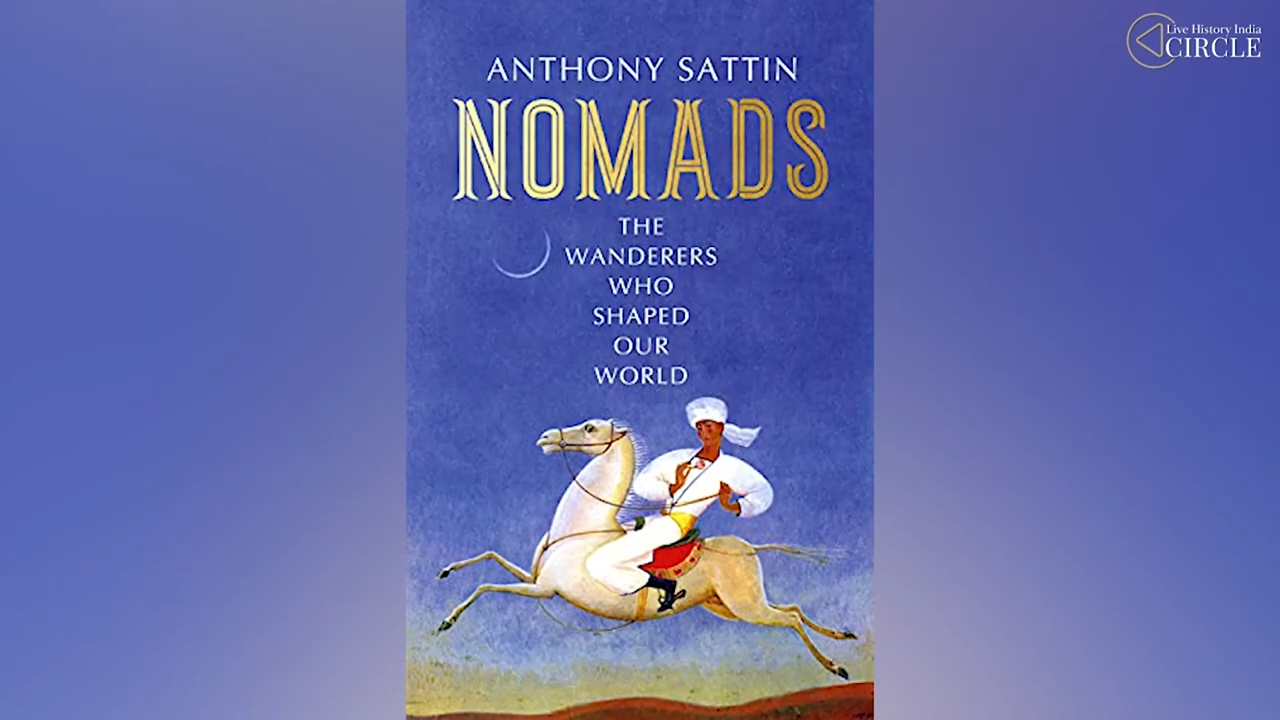 ANTHONY SATTIN
NOMADS
THE
WANDERERS
WHO
SHAPED
OUR
WORLD
Live History India
CIRCLE